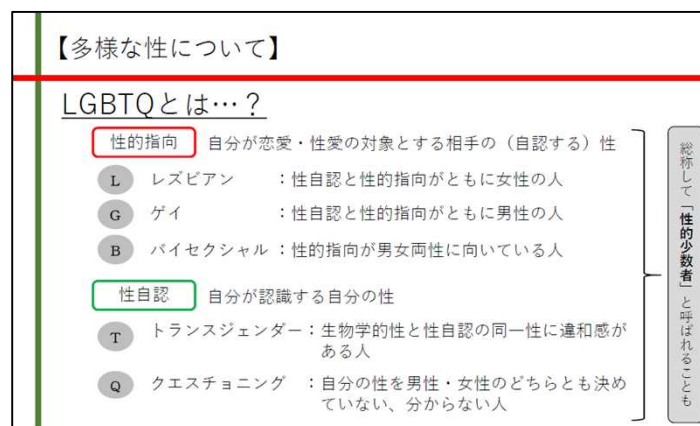 【多様な性について】
LGBTQとは…？
性的指向 自分が恋愛・性愛の対象とする相手の（自認する）性
L レズビアン ：性自認と性的指向がともに女性の人
G ゲイ ：性自認と性的指向がともに男性の人
B バイセクシャル：性的指向が男女両性に向いている人
性自認 自分が認識する自分の性
T トランスジェンダー：生物学的性と性自認の同一性に違和感が
ある人
Q クエスチョニング ：自分の性を男性・女性のどちらとも決め
ていない、分からない人
総称して「性的少数者」と呼ばれることも